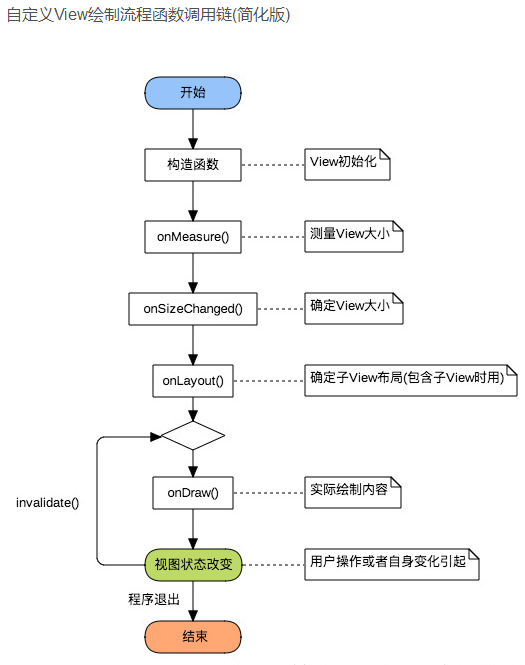 自定义View绘制流程函数调用链(简化版)
开始
构造函数
View初始化
onMeasure()
测量View大小
onSizeChanged()
确定View大小
onLayout()
确定子View布局(包含子View时用)
invalidate()
onDraw()
实际绘制内容
视图状态改变
用户操作或者自身变化引起
程序退出
结束